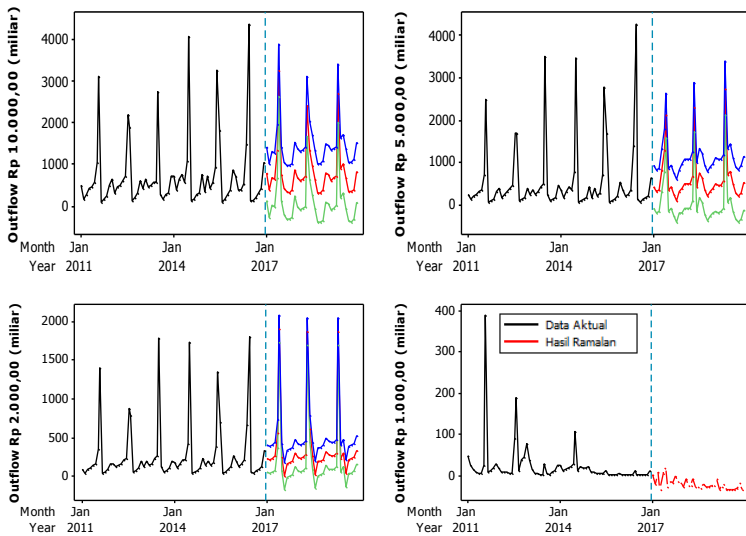 Outflow Rp 10.000,00 (miliar)
4000
3000
2000
1000
0
Month Jan Jan Jan
Year 2011 2014 2017
Outflow Rp 5.000,00 (miliar)
4000
3000
2000
1000
0
Month Jan Jan Jan
Year 2011 2014 2017
Outflow Rp 2.000,00 (miliar)
2000
1500
1000
500
0
Month Jan Jan Jan
Year 2011 2014 2017
Outflow Rp 1.000,00 (miliar)
400
300
200
100
0
Data Aktual
Hasil Ramalan
Month Jan Jan Jan
Year 2011 2014 2017